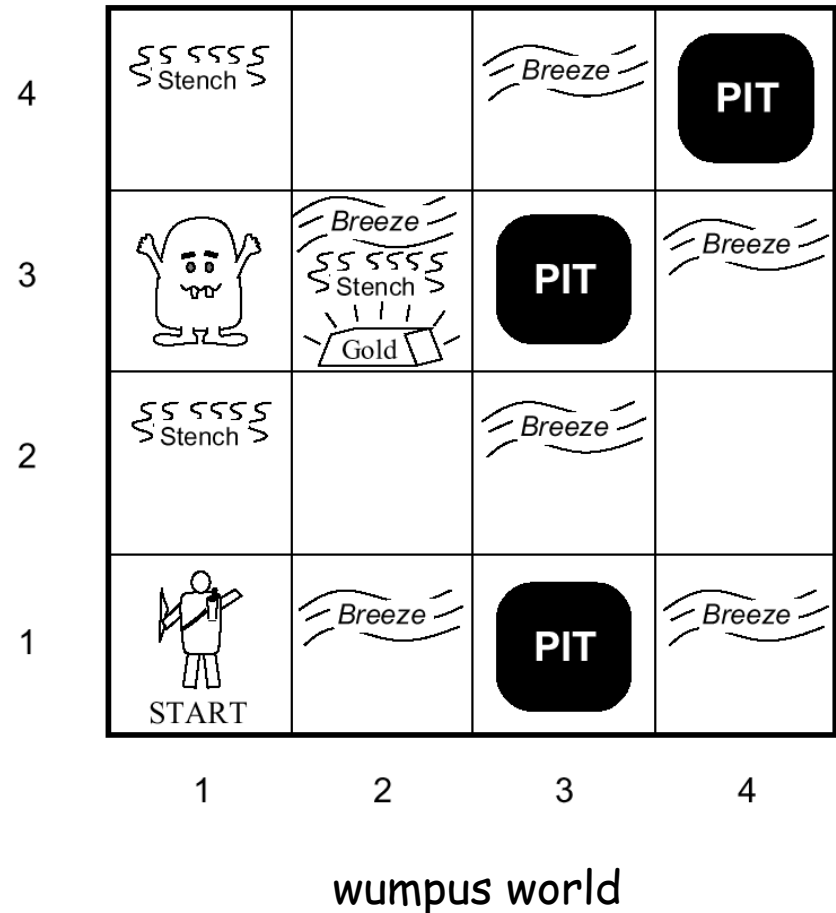 4
Stench
Breeze
PIT
3
Breeze
Stench
Gold
PIT
Breeze
2
Stench
Breeze
1
START
Breeze
PIT
Breeze
1 2 3 4
wumpus world